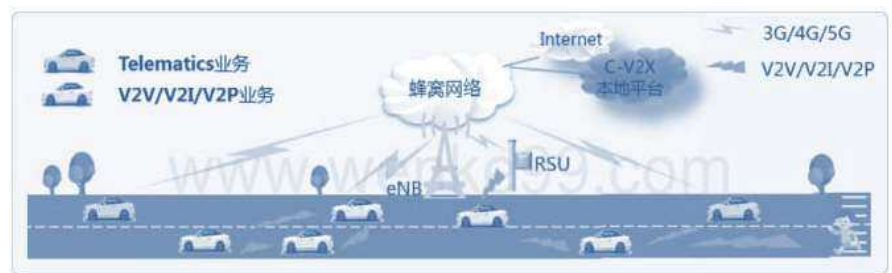 Telematics业务
V2V/V2I/V2P业务
Internet
C-V2X
本地平台
蜂窝网络
3G/4G/5G
V2V/V2I/V2P
eNB
RSU